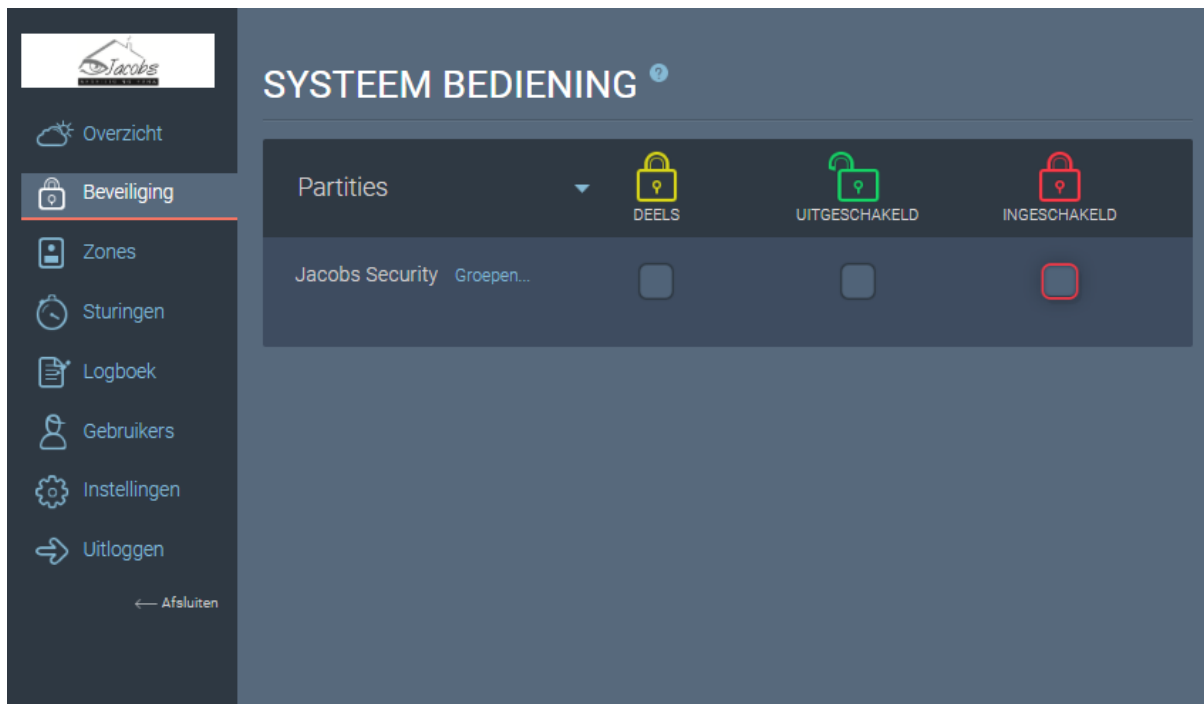 Jacobs
SYSTEEM BEDIENING ?
Overzicht
Beveiliging
Zones
Sturingen
Logboek
Gebruikers
Instellingen
Uitloggen
← Afsluiten
Partities
DEELS
UITGESCHAKELD
INGESCHAKELD
Jacobs Security Groepen...